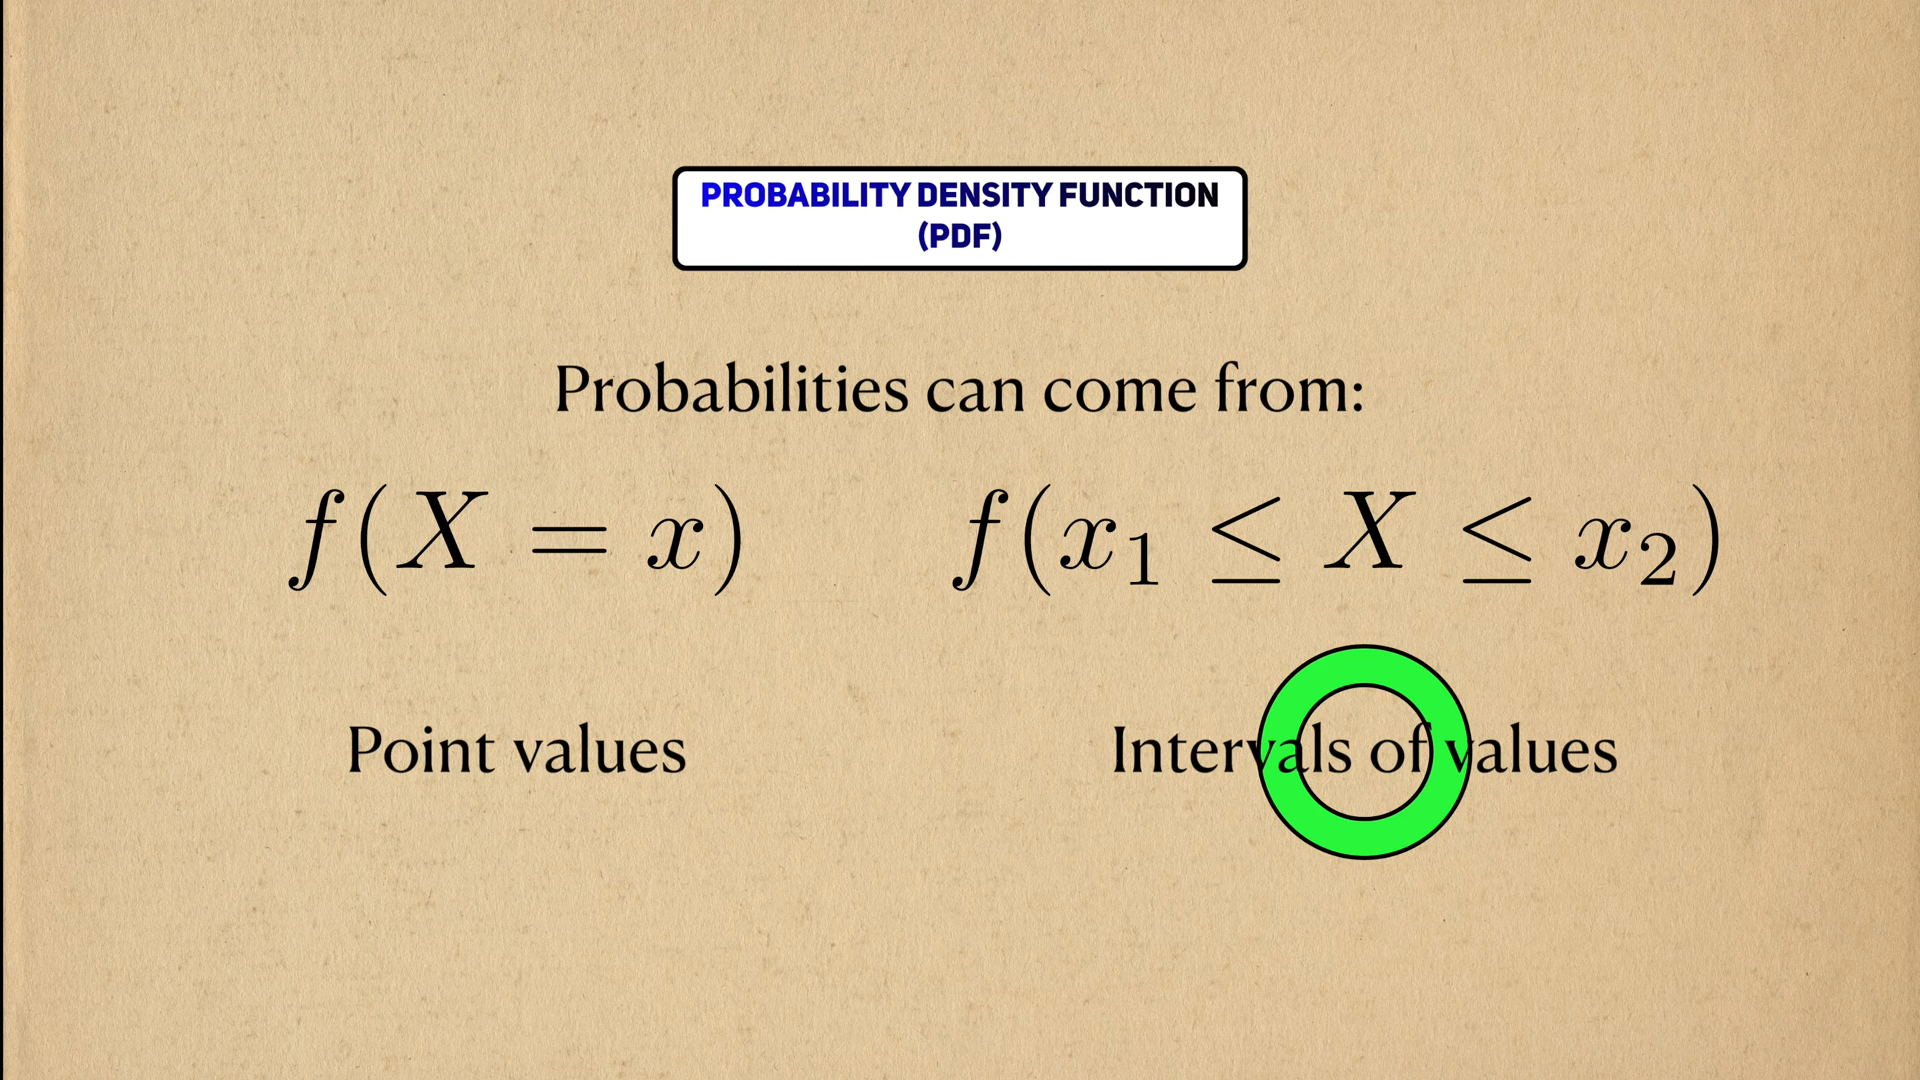 PROBABILITY DENSITY FUNCTION
(PDF)
Probabilities can come from:
f(X = x)
f(x₁ ≤ X ≤ x₂)
Point values
Intervals of values